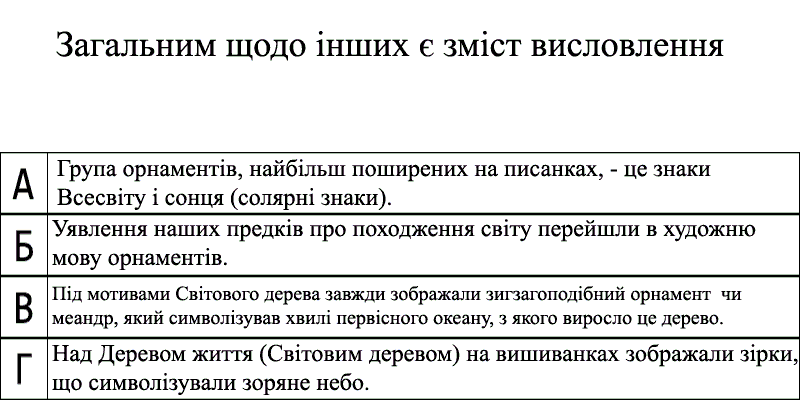 Загальним щодо інших є зміст висловлення
А
Група орнаментів, найбільш поширених на писанках, - це знаки
Всесвіту і сонця (солярні знаки).
Б
Уявлення наших предків про походження світу перейшли в художню
мову орнаментів.
В
Під мотивами Світового дерева завжди зображали зигзагоподібний орнамент чи
меандр, який символізував хвилі первісного океану, з якого виросло це дерево.
Г
Над Деревом життя (Світовим деревом) на вишиванках зображали зірки,
що символізували зоряне небо.